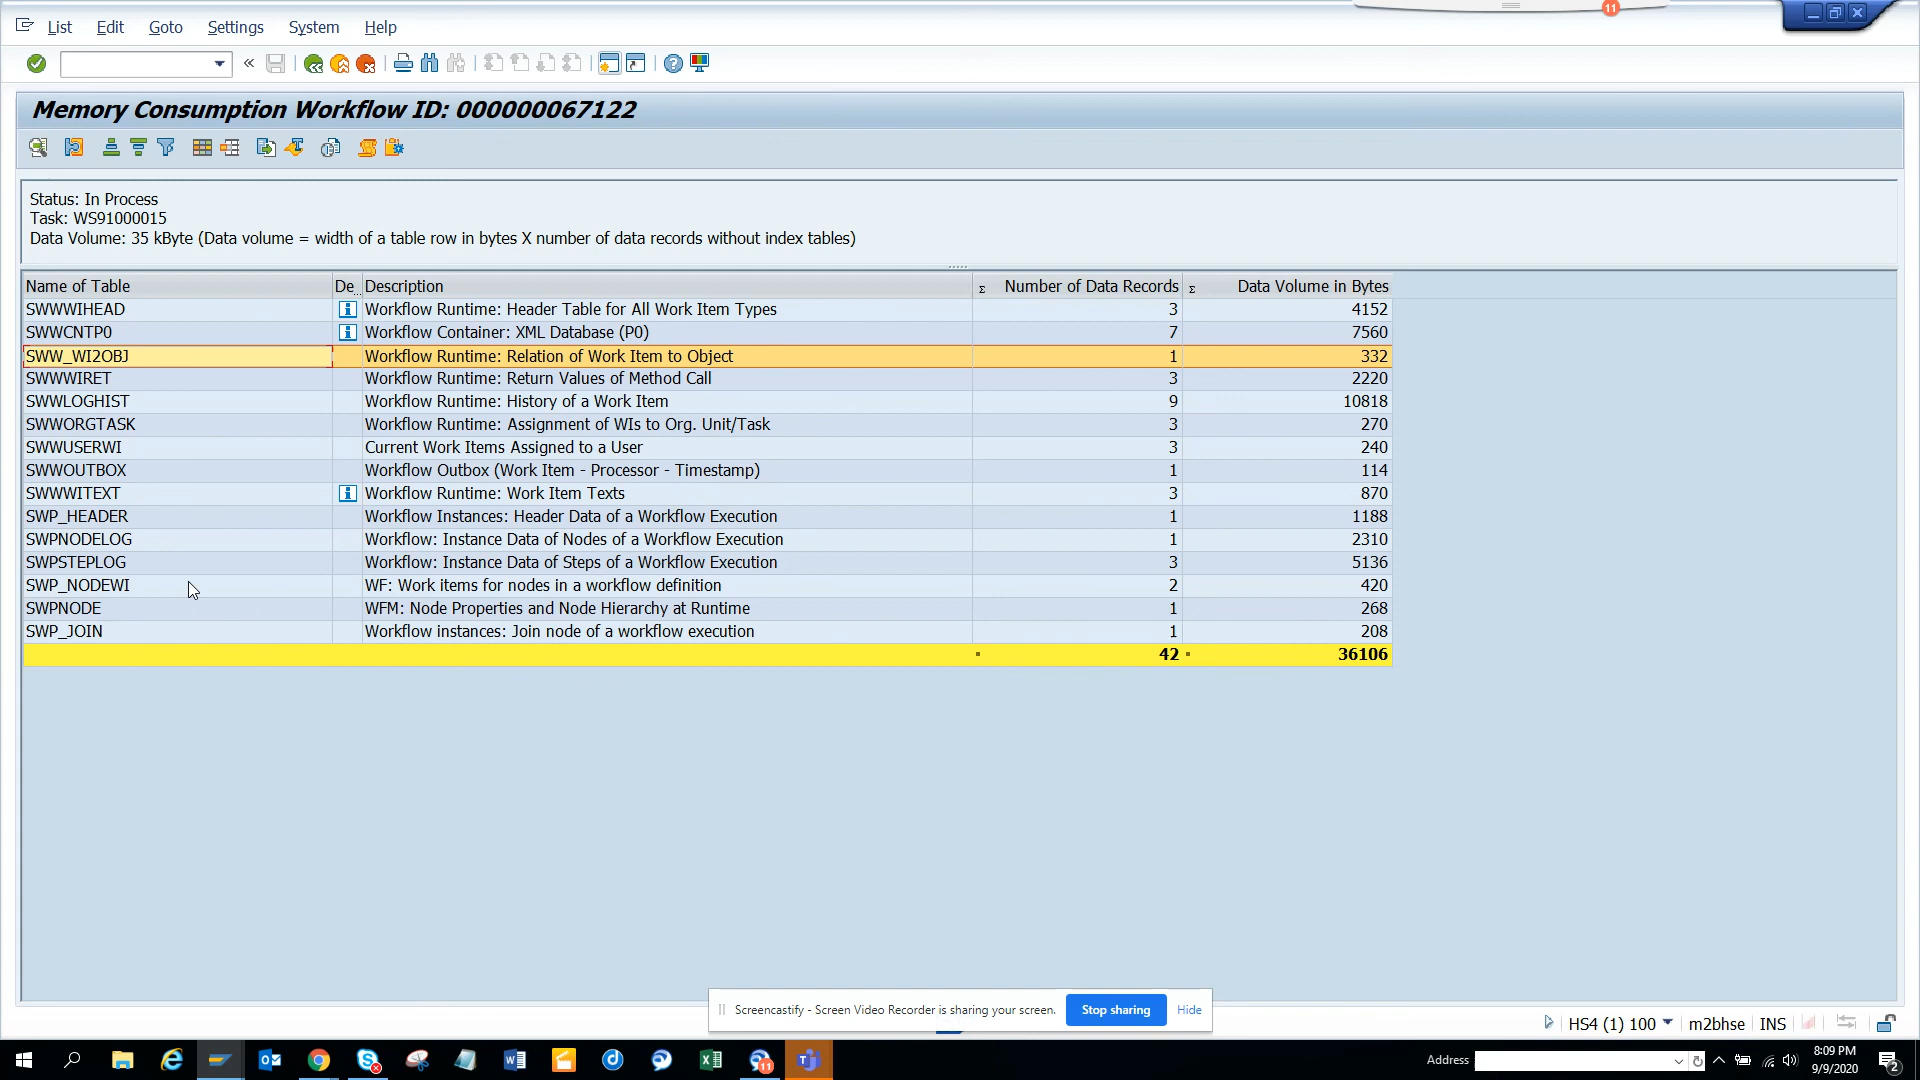 11
List Edit Goto Settings System Help
Memory Consumption Workflow ID: 000000067122
Status: In Process
Task: WS91000015
Data Volume: 35 kByte (Data volume = width of a table row in bytes X number of data records without index tables)
Name of Table De... Description Σ Number of Data Records Σ Data Volume in Bytes
SWWWIHEAD Workflow Runtime: Header Table for All Work Item Types 3 4152
SWWCNTP0 Workflow Container: XML Database (P0) 7 7560
SWW_WI2OBJ Workflow Runtime: Relation of Work Item to Object 1 332
SWWWIRET Workflow Runtime: Return Values of Method Call 3 2220
SWWLOGHIST Workflow Runtime: History of a Work Item 9 10818
SWWORGTASK Workflow Runtime: Assignment of WIs to Org. Unit/Task 3 270
SWWUSERWI Current Work Items Assigned to a User 3 240
SWWOUTBOX Workflow Outbox (Work Item - Processor - Timestamp) 1 114
SWWWITEXT Workflow Runtime: Work Item Texts 3 870
SWP_HEADER Workflow Instances: Header Data of a Workflow Execution 1 1188
SWPNODELOG Workflow: Instance Data of Nodes of a Workflow Execution 1 2310
SWPSTEPLOG Workflow: Instance Data of Steps of a Workflow Execution 3 5136
SWP_NODEWI WF: Work items for nodes in a workflow definition 2 420
SWPNODE WFM: Node Properties and Node Hierarchy at Runtime 1 268
SWP_JOIN Workflow instances: Join node of a workflow execution 1 208
42 36106
Screencastify - Screen Video Recorder is sharing your screen. Stop sharing Hide
HS4 (1) 100 m2bhse INS
Address
8:09 PM
9/9/2020
2
11